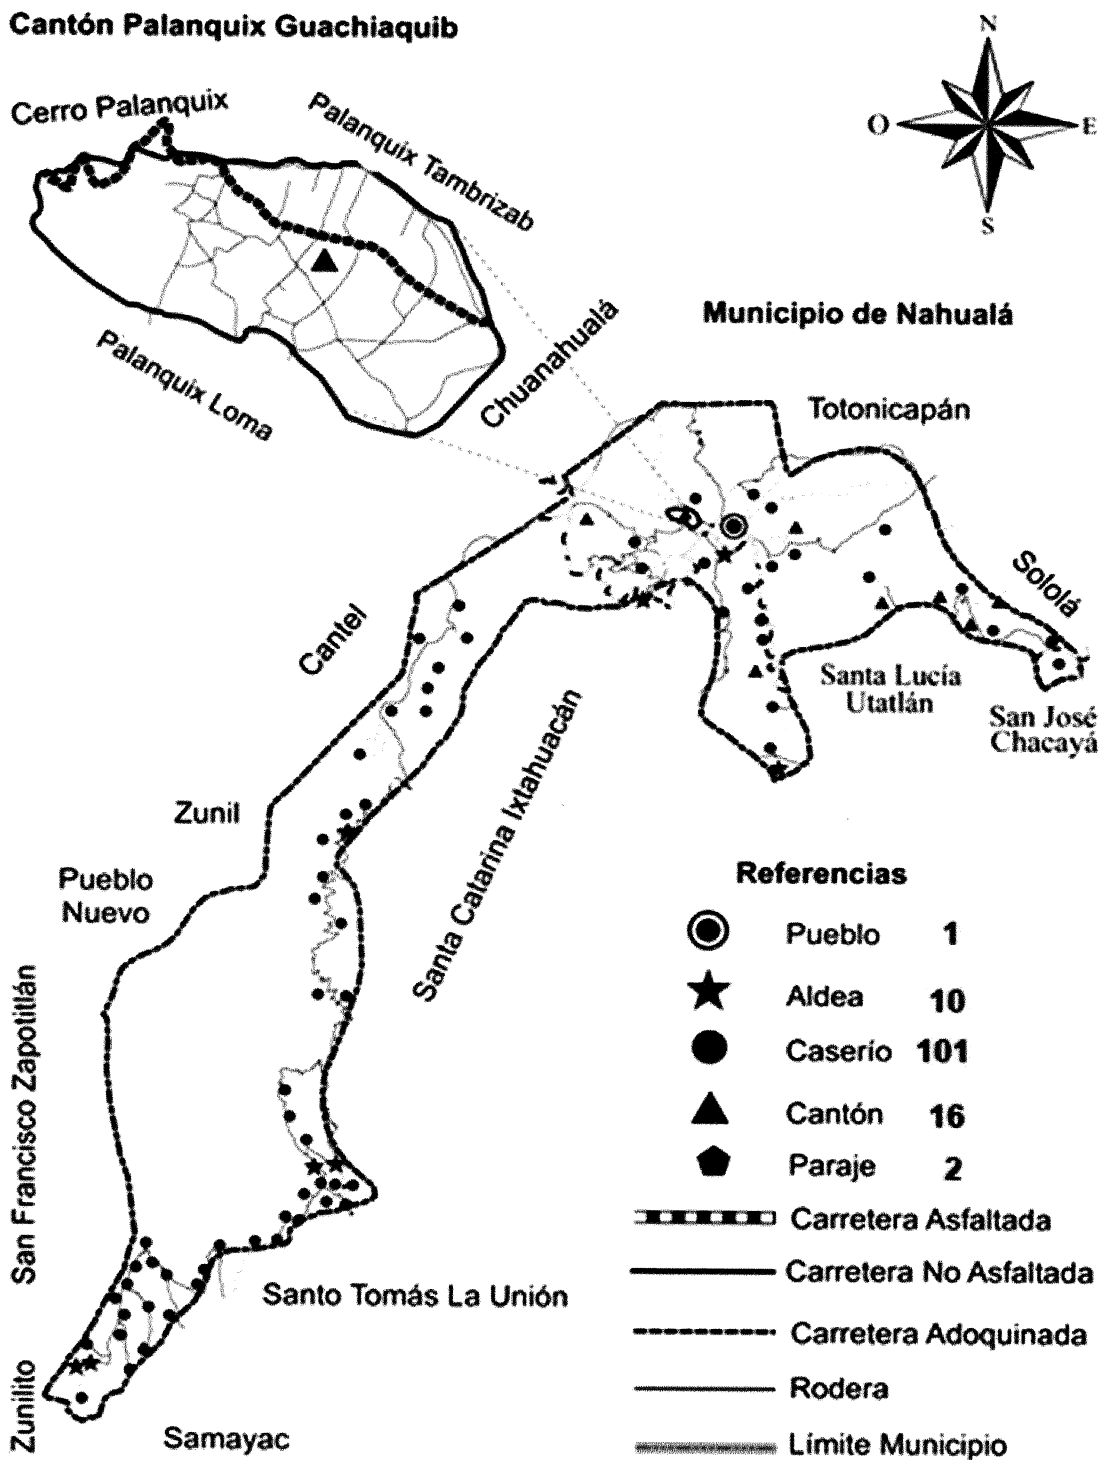 Cantón Palanquix Guachiaquib
N
O
E
S
Cerro Palanquix
Palanquix Tambrizab
Palanquix Loma
Chuanahualá
Municipio de Nahualá
Totonicapán
Sololá
Cantel
Santa Lucía
Utatlán
San José
Chacayá
Zunil
Santa Catarina Ixtahuacán
Pueblo
Nuevo
San Francisco Zapotitlán
Santo Tomás La Unión
Zunilito
Samayac
Referencias
Pueblo 1
Aldea 10
Caserío 101
Cantón 16
Paraje 2
Carretera Asfaltada
Carretera No Asfaltada
Carretera Adoquinada
Rodera
Límite Municipio